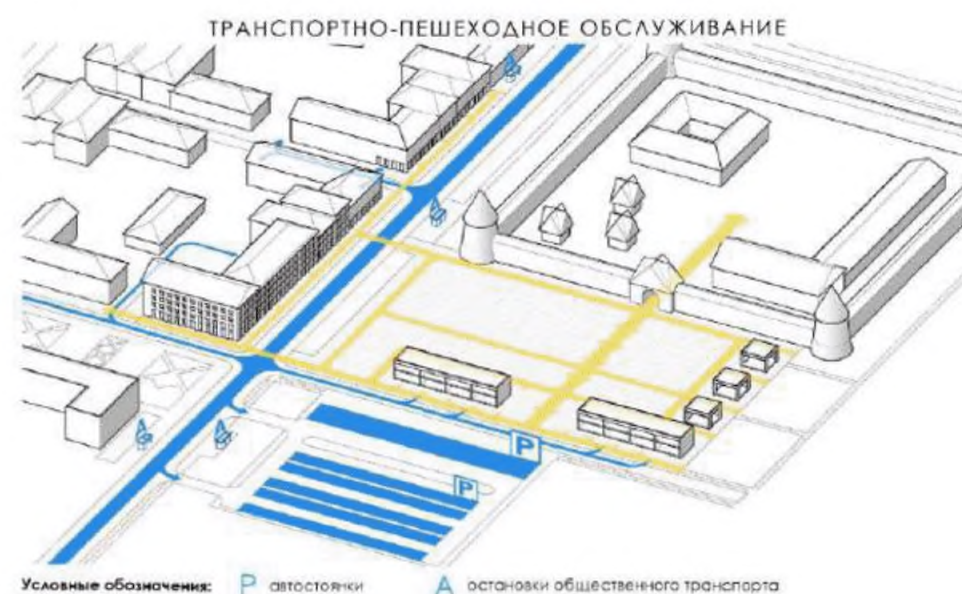 ТРАНСПОРТНО-ПЕШЕХОДНОЕ ОБСЛУЖИВАНИЕ
А
А
А
А
Р
Р
Условные обозначения: Р автостоянки А остановки общественного транспорта